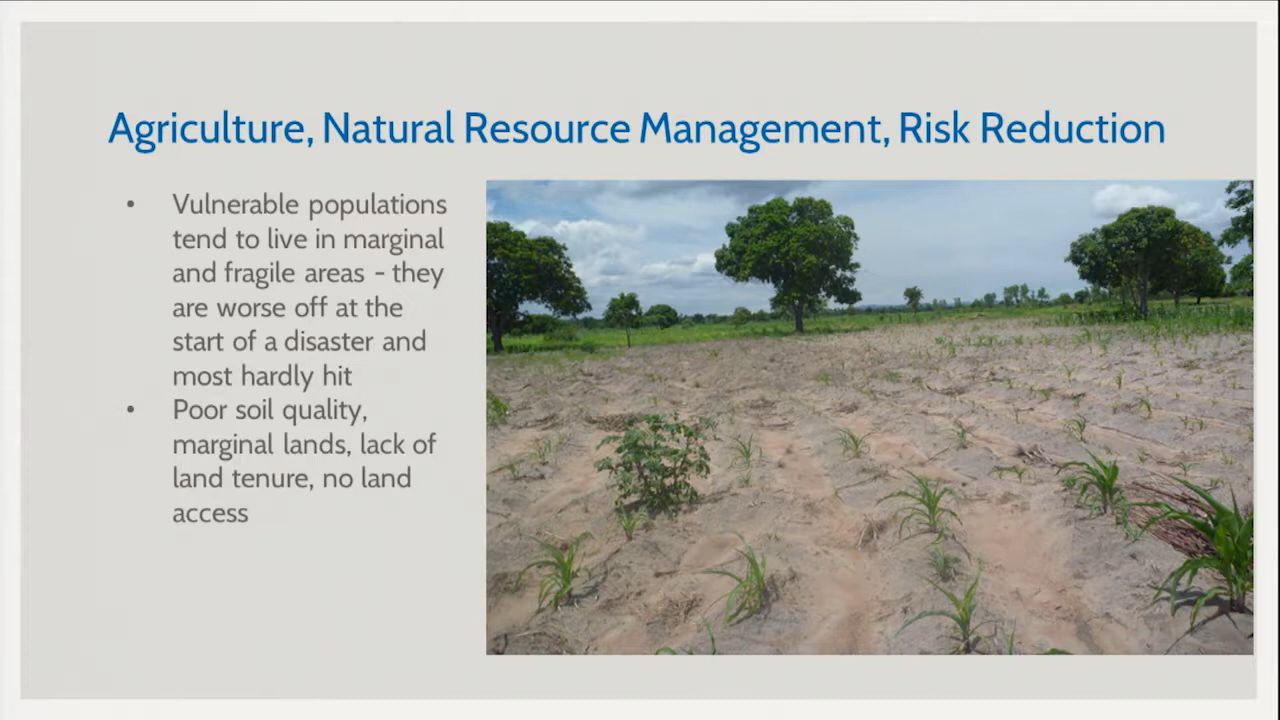 Agriculture, Natural Resource Management, Risk Reduction
• Vulnerable populations
tend to live in marginal
and fragile areas - they
are worse off at the
start of a disaster and
most hardly hit
• Poor soil quality,
marginal lands, lack of
land tenure, no land
access